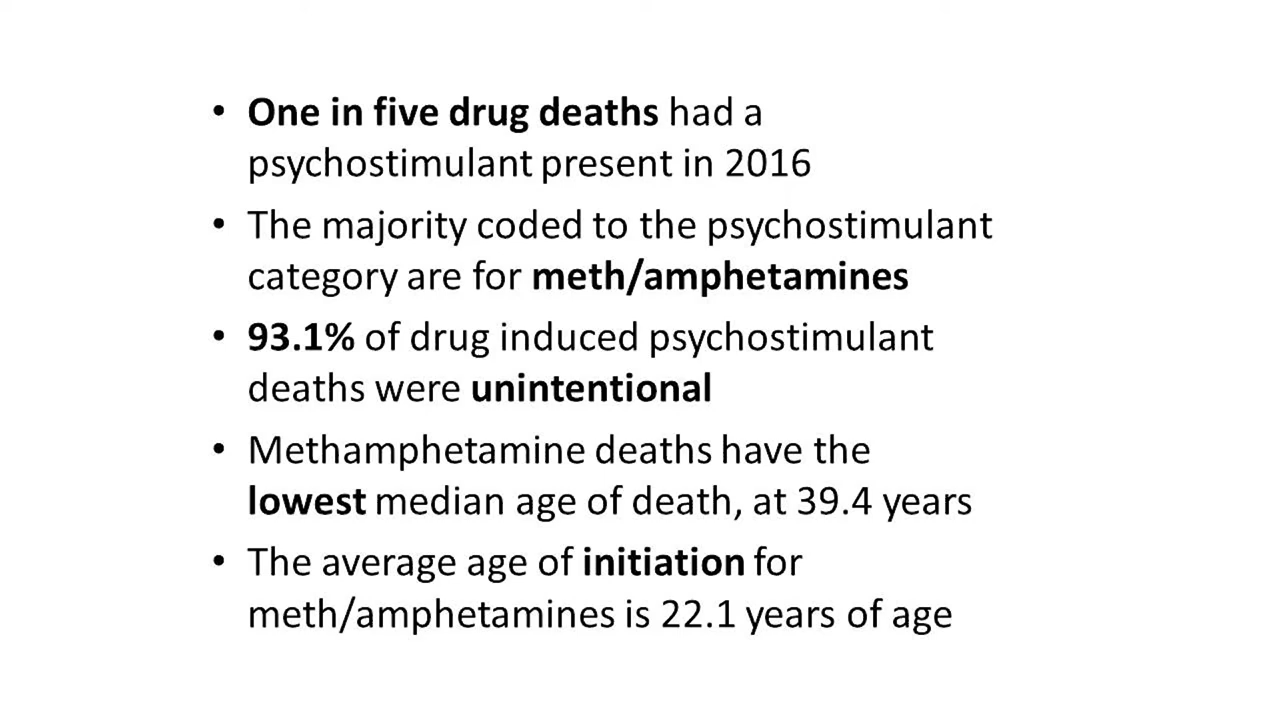 • One in five drug deaths had a
psychostimulant present in 2016
• The majority coded to the psychostimulant
category are for meth/amphetamines
• 93.1% of drug induced psychostimulant
deaths were unintentional
• Methamphetamine deaths have the
lowest median age of death, at 39.4 years
• The average age of initiation for
meth/amphetamines is 22.1 years of age